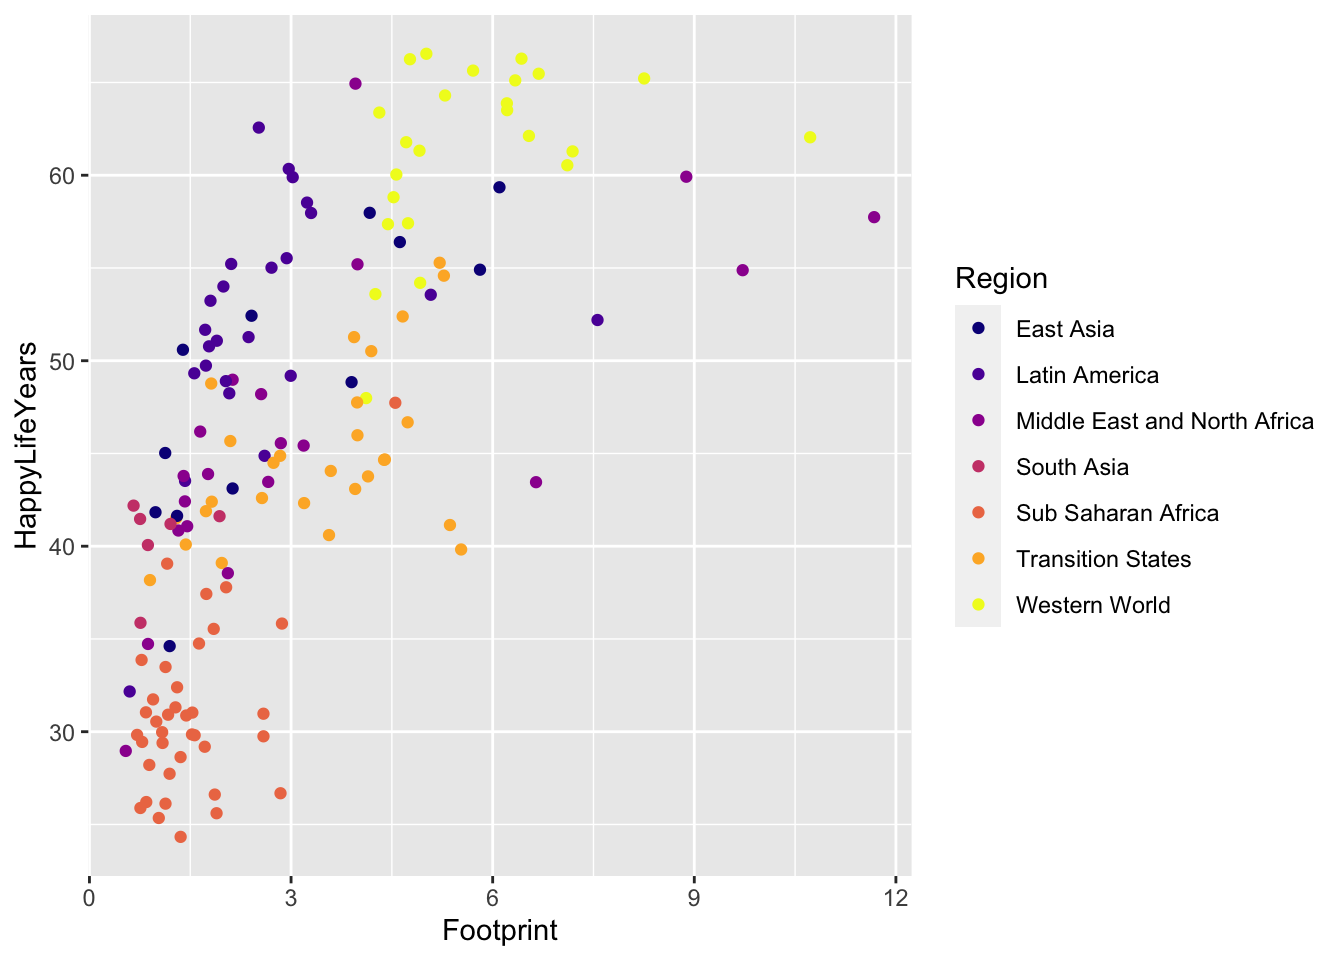 60
50
40
30
HappyLifeYears
0 3 6 9 12
Footprint
Region
East Asia
Latin America
Middle East and North Africa
South Asia
Sub Saharan Africa
Transition States
Western World